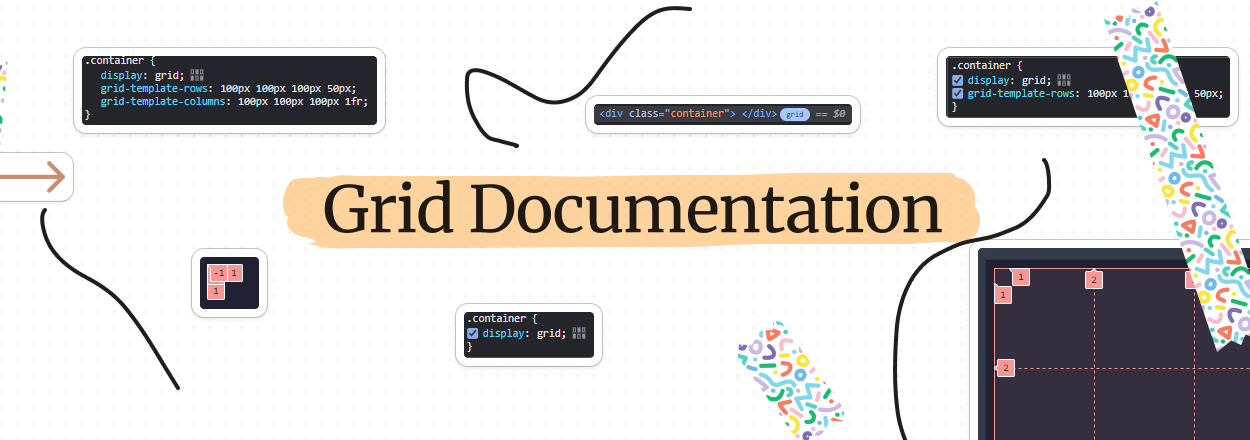 .container {
display: grid;
grid-template-rows: 100px 100px 100px 50px;
grid-template-columns: 100px 100px 100px 1fr;
}
<div class="container"> </div> grid == $0
.container {
display: grid;
grid-template-rows: 100px 1 50px;
}
Grid Documentation
-1 1
1
.container {
display: grid;
}
1 2
1
2